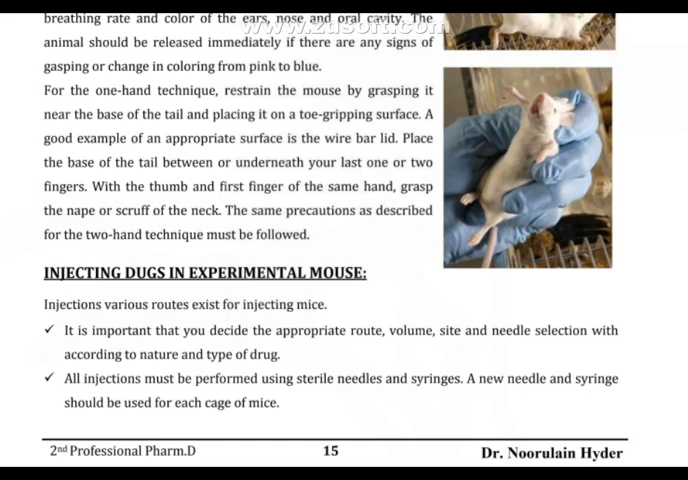 breathing rate and color of the ears, nose and oral cavity. The
www.zdsoft.com
animal should be released immediately if there are any signs of
gasping or change in coloring from pink to blue.
For the one-hand technique, restrain the mouse by grasping it
near the base of the tail and placing it on a toe-gripping surface. A
good example of an appropriate surface is the wire bar lid. Place
the base of the tail between or underneath your last one or two
fingers. With the thumb and first finger of the same hand, grasp
the nape or scruff of the neck. The same precautions as described
for the two-hand technique must be followed.
INJECTING DUGS IN EXPERIMENTAL MOUSE:
Injections various routes exist for injecting mice.
✓ It is important that you decide the appropriate route, volume, site and needle selection with
according to nature and type of drug.
✓ All injections must be performed using sterile needles and syringes. A new needle and syringe
should be used for each cage of mice.
2nd Professional Pharm.D 15 Dr. Noorulain Hyder